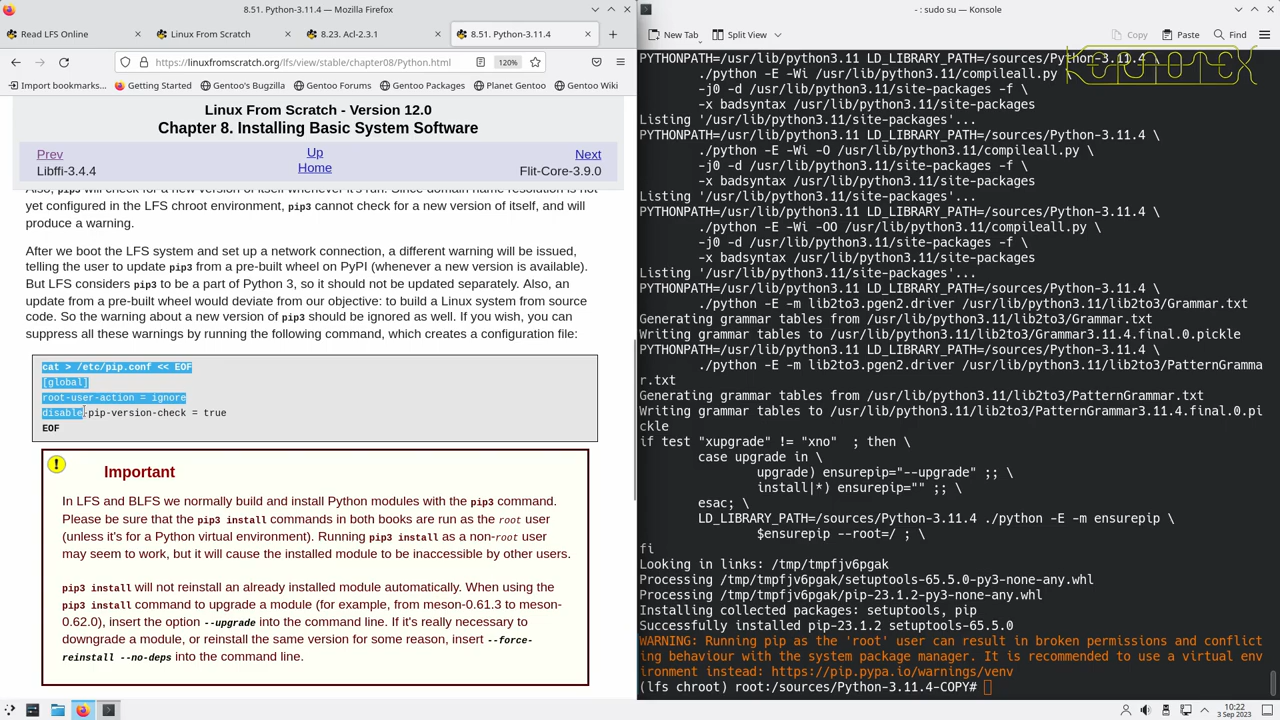 8.51. Python-3.11.4 — Mozilla Firefox
Read LFS Online
Linux From Scratch
8.23. Acl-2.3.1
8.51. Python-3.11.4
https://linuxfromscratch.org/lfs/view/stable/chapter08/Python.html
120%
Import bookmarks...
Getting Started
Gentoo's Bugzilla
Gentoo Forums
Gentoo Packages
Planet Gentoo
Gentoo Wiki
Linux From Scratch - Version 12.0
Chapter 8. Installing Basic System Software
Prev
Up
Next
Libffi-3.4.4
Home
Flit-Core-3.9.0
Also, pip3 will check for a new version of itself whenever it's run. Since domain name resolution is not
yet configured in the LFS chroot environment, pip3 cannot check for a new version of itself, and will
produce a warning.
After we boot the LFS system and set up a network connection, a different warning will be issued,
telling the user to update pip3 from a pre-built wheel on PyPI (whenever a new version is available).
But LFS considers pip3 to be a part of Python 3, so it should not be updated separately. Also, an
update from a pre-built wheel would deviate from our objective: to build a Linux system from source
code. So the warning about a new version of pip3 should be ignored as well. If you wish, you can
suppress all these warnings by running the following command, which creates a configuration file:
cat > /etc/pip.conf << EOF
[global]
root-user-action = ignore
disable-pip-version-check = true
EOF
Important
In LFS and BLFS we normally build and install Python modules with the pip3 command.
Please be sure that the pip3 install commands in both books are run as the root user
(unless it's for a Python virtual environment). Running pip3 install as a non-root user
may seem to work, but it will cause the installed module to be inaccessible by other users.
pip3 install will not reinstall an already installed module automatically. When using the
pip3 install command to upgrade a module (for example, from meson-0.61.3 to meson-
0.62.0), insert the option --upgrade into the command line. If it's really necessary to
downgrade a module, or reinstall the same version for some reason, insert --force-
reinstall --no-deps into the command line.
- : sudo su — Konsole
New Tab
Split View
Copy
Paste
Find
PYTHONPATH=/usr/lib/python3.11 LD_LIBRARY_PATH=/sources/Python-3.11.4 \
./python -E -Wi /usr/lib/python3.11/compileall.py \
-j0 -d /usr/lib/python3.11/site-packages -f \
-x badsyntax /usr/lib/python3.11/site-packages
Listing '/usr/lib/python3.11/site-packages'...
PYTHONPATH=/usr/lib/python3.11 LD_LIBRARY_PATH=/sources/Python-3.11.4 \
./python -E -Wi -O /usr/lib/python3.11/compileall.py \
-j0 -d /usr/lib/python3.11/site-packages -f \
-x badsyntax /usr/lib/python3.11/site-packages
Listing '/usr/lib/python3.11/site-packages'...
PYTHONPATH=/usr/lib/python3.11 LD_LIBRARY_PATH=/sources/Python-3.11.4 \
./python -E -Wi -OO /usr/lib/python3.11/compileall.py \
-j0 -d /usr/lib/python3.11/site-packages -f \
-x badsyntax /usr/lib/python3.11/site-packages
Listing '/usr/lib/python3.11/site-packages'...
PYTHONPATH=/usr/lib/python3.11 LD_LIBRARY_PATH=/sources/Python-3.11.4 \
./python -E -m lib2to3.pgen2.driver /usr/lib/python3.11/lib2to3/Grammar.txt
Generating grammar tables from /usr/lib/python3.11/lib2to3/Grammar.txt
Writing grammar tables to /usr/lib/python3.11/lib2to3/Grammar3.11.4.final.0.pickle
PYTHONPATH=/usr/lib/python3.11 LD_LIBRARY_PATH=/sources/Python-3.11.4 \
./python -E -m lib2to3.pgen2.driver /usr/lib/python3.11/lib2to3/PatternGramma
r.txt
Generating grammar tables from /usr/lib/python3.11/lib2to3/PatternGrammar.txt
Writing grammar tables to /usr/lib/python3.11/lib2to3/PatternGrammar3.11.4.final.0.pi
ckle
if test "xupgrade" != "xno"  ; then \
case upgrade in \
upgrade) ensurepip="--upgrade" ;; \
install|*) ensurepip="" ;; \
esac; \
LD_LIBRARY_PATH=/sources/Python-3.11.4 ./python -E -m ensurepip \
$ensurepip --root=/ ; \
fi
Looking in links: /tmp/tmpfjv6pgak
Processing /tmp/tmpfjv6pgak/setuptools-65.5.0-py3-none-any.whl
Processing /tmp/tmpfjv6pgak/pip-23.1.2-py3-none-any.whl
Installing collected packages: setuptools, pip
Successfully installed pip-23.1.2 setuptools-65.5.0
WARNING: Running pip as the 'root' user can result in broken permissions and conflict
ing behaviour with the system package manager. It is recommended to use a virtual env
ironment instead: https://pip.pypa.io/warnings/venv
(lfs chroot) root:/sources/Python-3.11.4-COPY#
10:22
3 Sep 2023